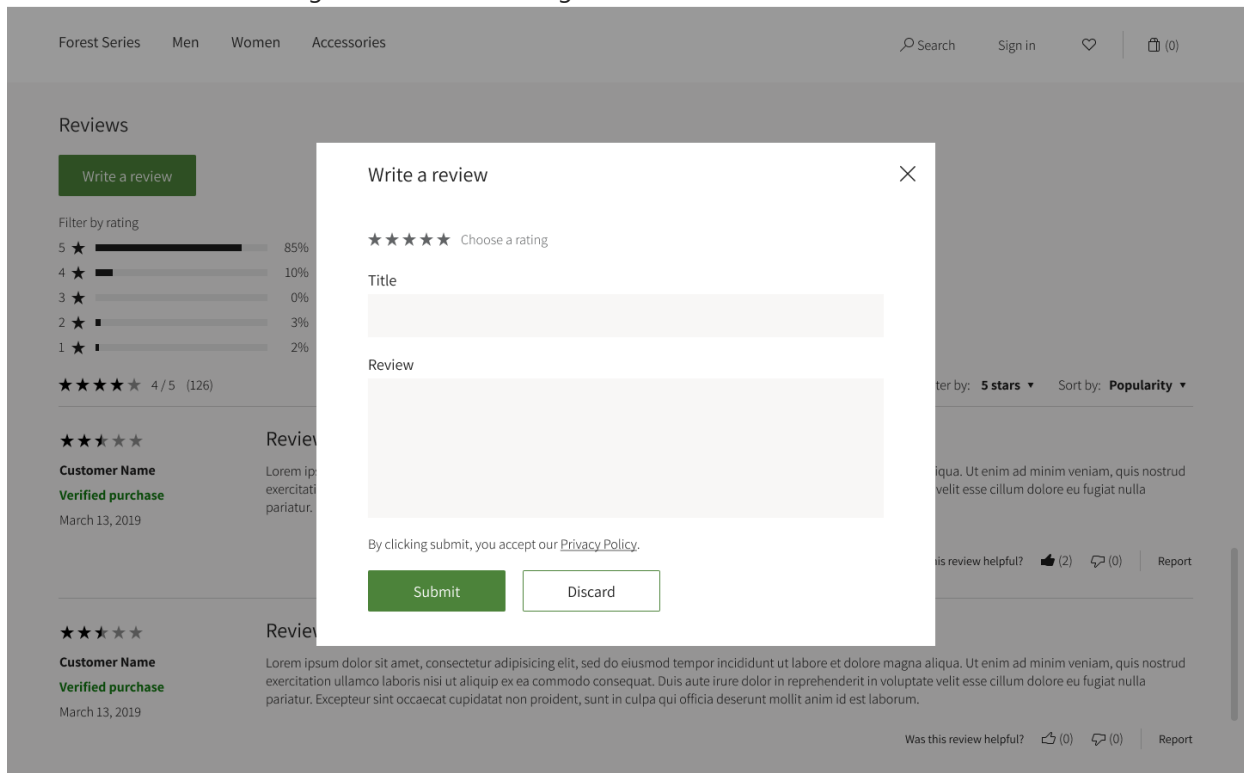 Forest Series Men Women Accessories Search Sign in (0)
Reviews
Write a review
Filter by rating
5 ★ 85%
4 ★ 10%
3 ★ 0%
2 ★ 3%
1 ★ 2%
★★★★★ 4 / 5 (126)
by: 5 stars ▼ Sort by: Popularity ▼
Write a review
★★★★★ Choose a rating
Title
Review
By clicking submit, you accept our Privacy Policy.
Submit Discard
Customer Name
Verified purchase
March 13, 2019
Lorem
pariatur.
Ut enim ad minim veniam, quis nostrud
velit esse cillum dolore eu fugiat nulla
review helpful? (2) (0) Report
Customer Name
Verified purchase
March 13, 2019
Lorem ipsum dolor sit amet, consectetur adipisicing elit, sed do eiusmod tempor incididunt ut labore et dolore magna aliqua. Ut enim ad minim veniam, quis nostrud
exercitation ullamco laboris nisi ut aliquip ex ea commodo consequat. Duis aute irure dolor in reprehenderit in voluptate velit esse cillum dolore eu fugiat nulla
pariatur. Excepteur sint occaecat cupidatat non proident, sunt in culpa qui officia deserunt mollit anim id est laborum.
Was this review helpful? (0) (0) Report